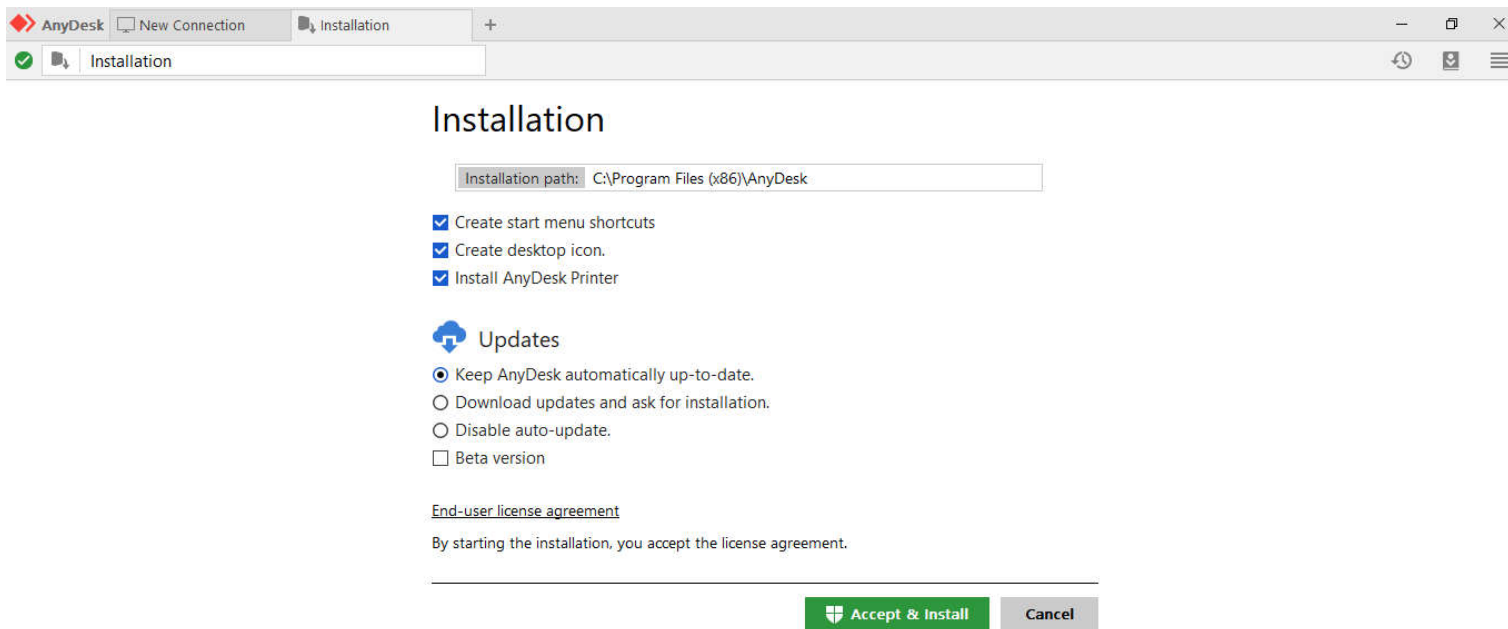 AnyDesk New Connection Installation +
Installation
Installation
Installation path: C:\Program Files (x86)\AnyDesk
Create start menu shortcuts
Create desktop icon.
Install AnyDesk Printer
Updates
Keep AnyDesk automatically up-to-date.
Download updates and ask for installation.
Disable auto-update.
Beta version
End-user license agreement
By starting the installation, you accept the license agreement.
Accept & Install Cancel